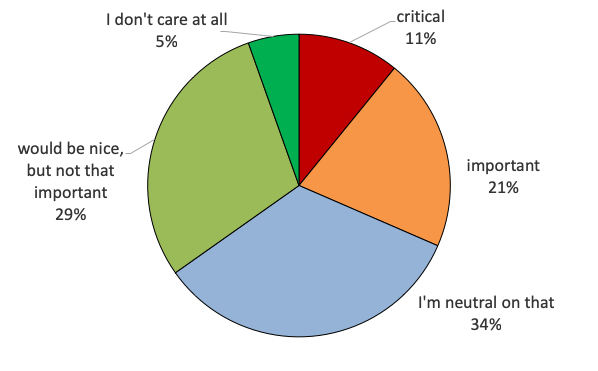 I don't care at all
5%
critical
11%
important
21%
I'm neutral on that
34%
would be nice,
but not that
important
29%